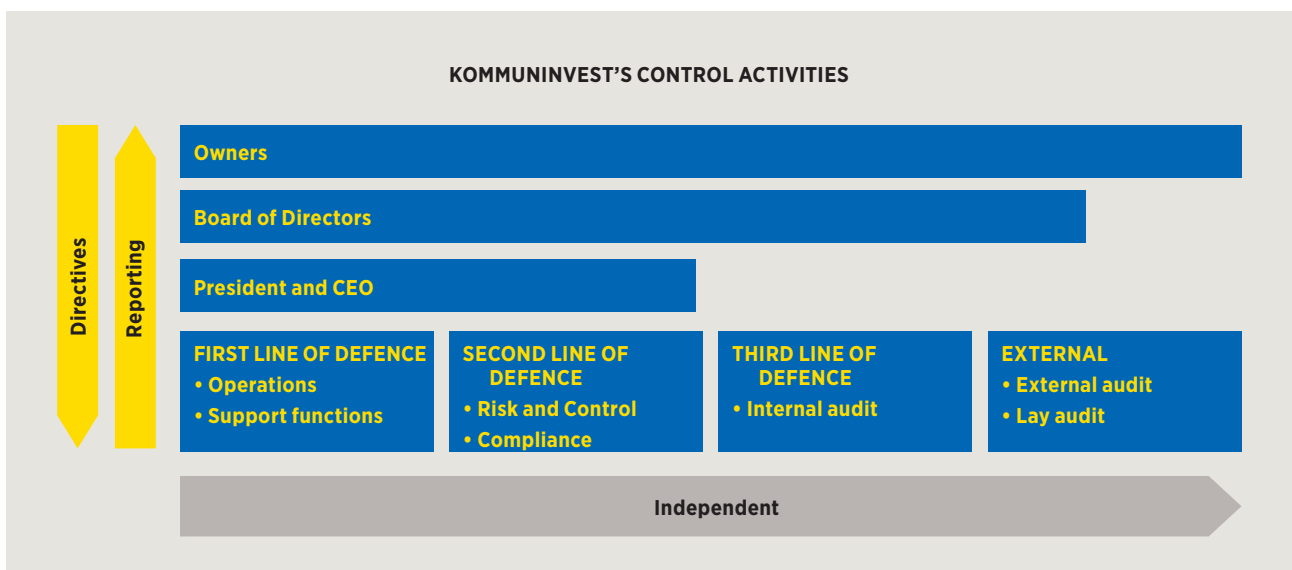 KOMMUNINVEST’S CONTROL ACTIVITIES
Directives
Reporting
Owners
Board of Directors
President and CEO
FIRST LINE OF DEFENCE
• Operations
• Support functions
SECOND LINE OF
DEFENCE
• Risk and Control
• Compliance
THIRD LINE OF
DEFENCE
• Internal audit
EXTERNAL
• External audit
• Lay audit
Independent